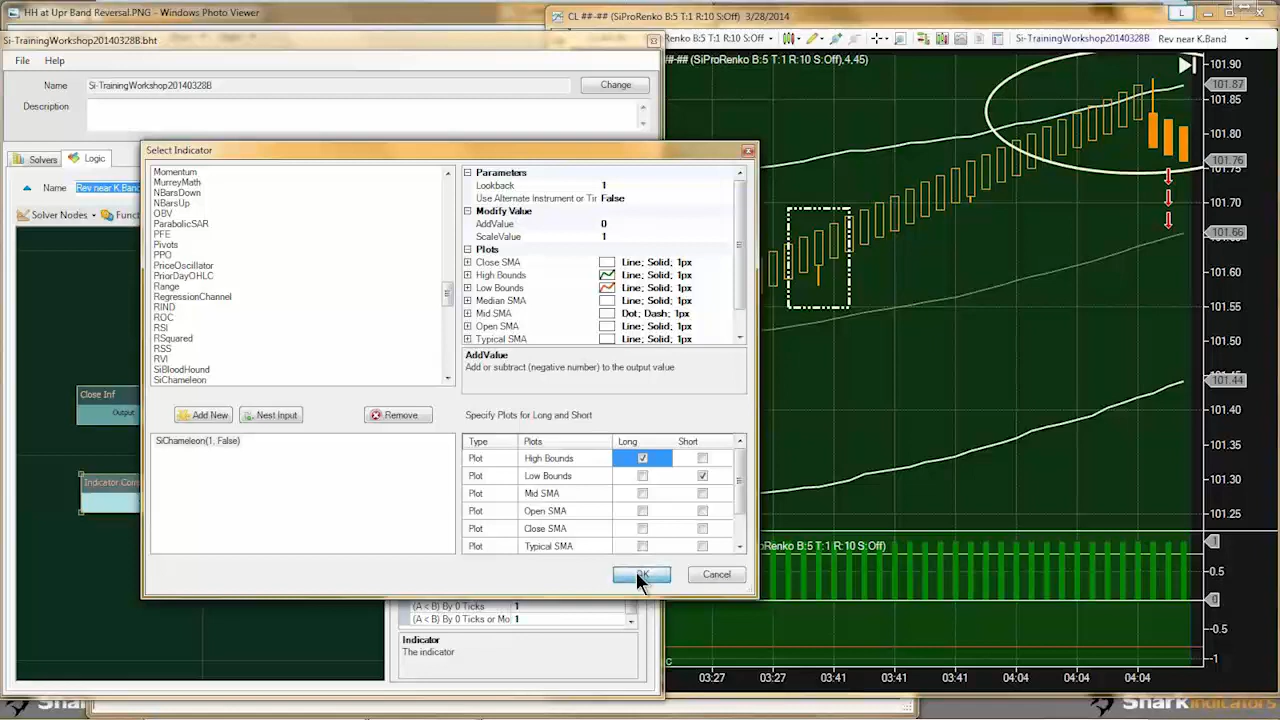 HH at Upr Band Reversal.PNG - Windows Photo Viewer
CL ##-## (SiProRenko B:5 T:1 R:10 S:Off) 3/28/2014
L
Si-TrainingWorkshop20140328B.bht
Renko B:5 T:1 R:10 S:Off)
Si-TrainingWorkshop20140328B
Rev near K.Band
File
Help
##-## (SiProRenko B:5 T:1 R:10 S:Off),4,45)
Name
Si-TrainingWorkshop20140328B
Change
Description
Solvers
Logic
Name
Rev near K.Band
Solver Nodes
Close Inf
Output
Select Indicator
Momentum
MurreyMath
NBarsDown
NBarsUp
OBV
ParabolicSAR
PFE
Pivots
PPO
PriceOscillator
PriorDayOHLC
Range
RegressionChannel
RIND
ROC
RSI
RSquared
RSS
RVI
SiBloodHound
SiChameleon
Parameters
Lookback 1
Use Alternate Instrument or Tir False
Modify Value
AddValue 0
ScaleValue 1
Plots
Close SMA Line; Solid; 1px
High Bounds Line; Solid; 1px
Low Bounds Line; Solid; 1px
Median SMA Line; Solid; 1px
Mid SMA Dot; Dash; 1px
Open SMA Line; Solid; 1px
Typical SMA Line; Solid; 1px
AddValue
Add or subtract (negative number) to the output value
Add New
Nest Input
Remove
Specify Plots for Long and Short
SiChameleon(1, False)
Type Plots Long Short
Plot High Bounds
Plot Low Bounds
Plot Mid SMA
Plot Open SMA
Plot Close SMA
Plot Typical SMA
OK
Cancel
(A < B) By 0 Ticks 1
(A < B) By 0 Ticks or Mo 1
Indicator
The indicator
101.90
101.87
101.85
101.80
101.76
101.75
101.70
101.66
101.60
101.55
101.50
101.45
101.44
101.40
101.35
101.30
101.25
Renko B:5 T:1 R:10 S:Off)
1
0.5
0
-0.5
-1
03:27
03:27
03:41
03:41
04:04
04:04
04:04
SharkIndicators